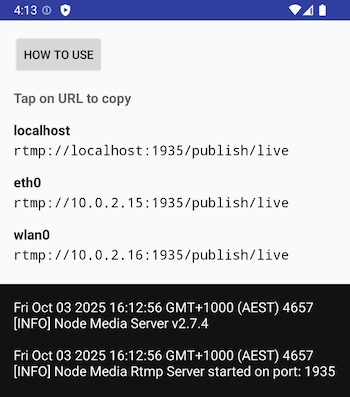 4:13
HOW TO USE
Tap on URL to copy
localhost
rtmp://localhost:1935/publish/live
eth0
rtmp://10.0.2.15:1935/publish/live
wlan0
rtmp://10.0.2.16:1935/publish/live
Fri Oct 03 2025 16:12:56 GMT+1000 (AEST) 4657
[INFO] Node Media Server v2.7.4
Fri Oct 03 2025 16:12:56 GMT+1000 (AEST) 4657
[INFO] Node Media Rtmp Server started on port: 1935